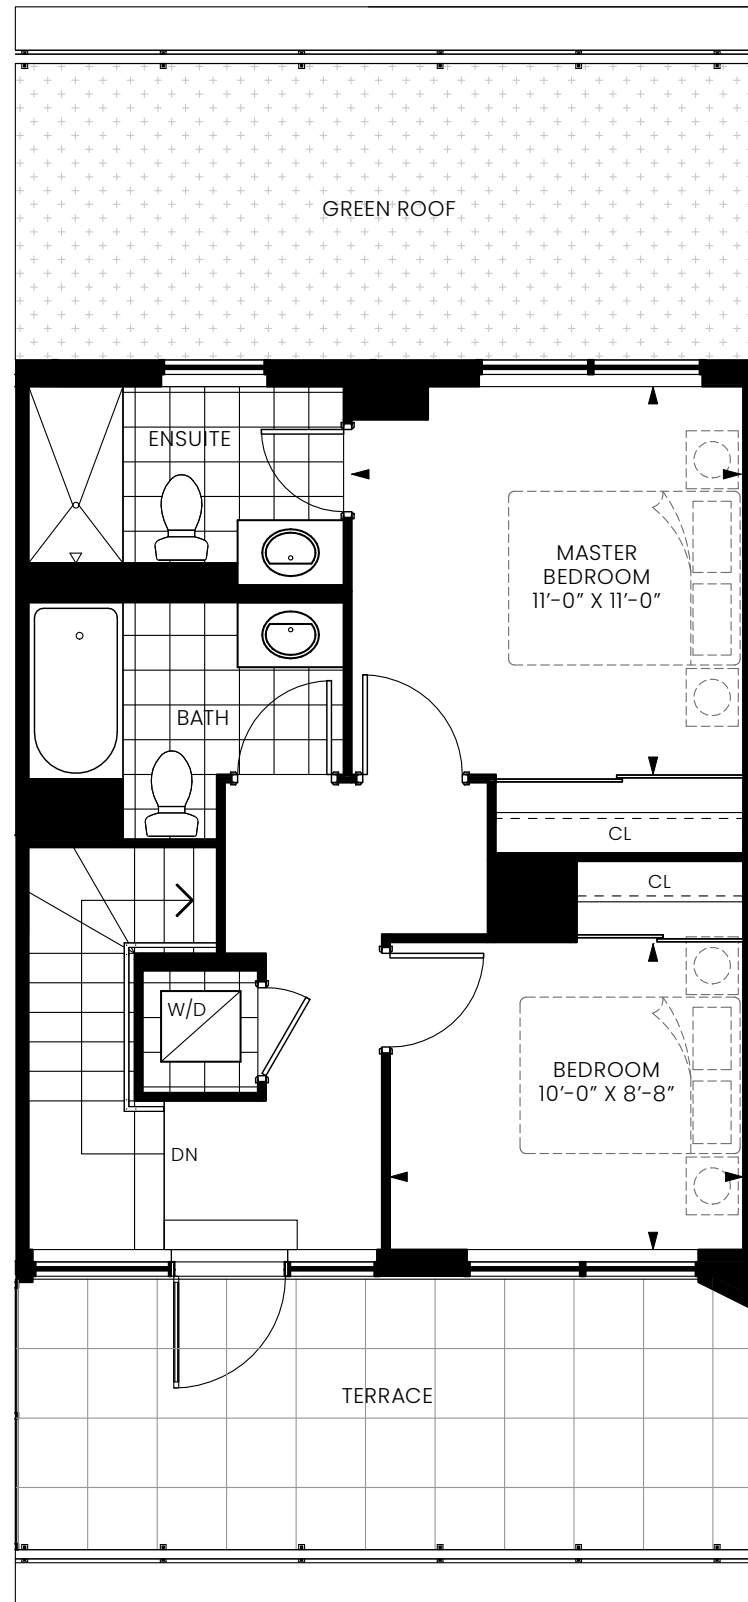 GREEN ROOF
ENSUITE
MASTER
BEDROOM
11’-0” X 11’-0”
BATH
CL
CL
W/D
BEDROOM
10’-0” X 8’-8”
DN
TERRACE